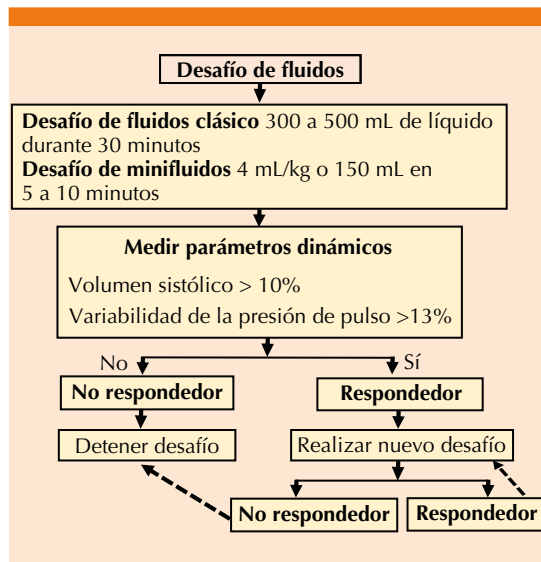 Desafío de fluidos
Desafío de fluidos clásico 300 a 500 mL de líquido
durante 30 minutos
Desafío de minifluidos 4 mL/kg o 150 mL en
5 a 10 minutos
Medir parámetros dinámicos
Volumen sistólico > 10%
Variabilidad de la presión de pulso >13%
No
Sí
No respondedor
Respondedor
Detener desafío
Realizar nuevo desafío
No respondedor
Respondedor